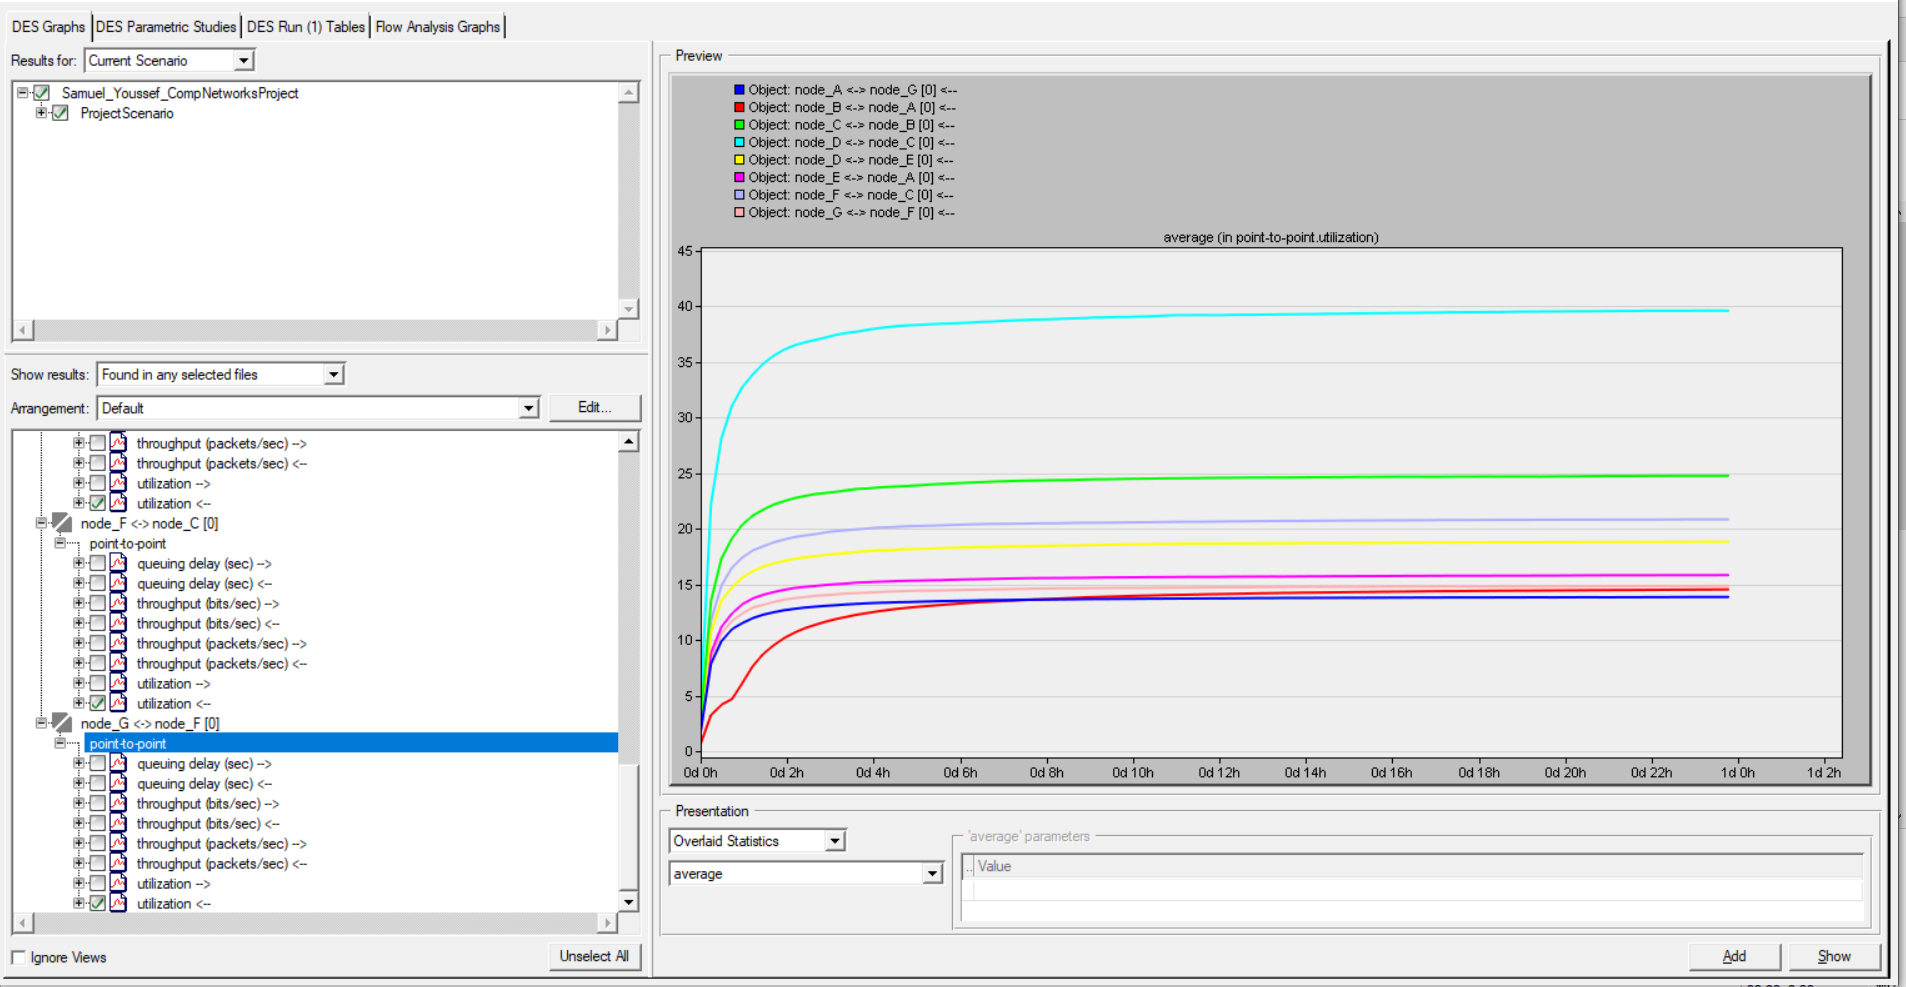 DES Graphs DES Parametric Studies DES Run (1) Tables Flow Analysis Graphs
Results for: Current Scenario
Samuel_Youssef_CompNetworksProject
ProjectScenario
Show results: Found in any selected files
Arrangement: Default Edit...
throughput (packets/sec) -->
throughput (packets/sec) <--
utilization -->
utilization <--
node_F <-> node_C [0]
point-to-point
queuing delay (sec) -->
queuing delay (sec) <--
throughput (bits/sec) -->
throughput (bits/sec) <--
throughput (packets/sec) -->
throughput (packets/sec) <--
utilization -->
utilization <--
node_G <-> node_F [0]
point-to-point
queuing delay (sec) -->
queuing delay (sec) <--
throughput (bits/sec) -->
throughput (bits/sec) <--
throughput (packets/sec) -->
throughput (packets/sec) <--
utilization -->
utilization <--
Ignore Views Unselect All
Preview
Object: node_A <-> node_G [0] <--
Object: node_B <-> node_A [0] <--
Object: node_C <-> node_B [0] <--
Object: node_D <-> node_C [0] <--
Object: node_D <-> node_E [0] <--
Object: node_E <-> node_A [0] <--
Object: node_F <-> node_C [0] <--
Object: node_G <-> node_F [0] <--
average (in point-to-point.utilization)
45
40
35
30
25
20
15
10
5
0
0d 0h 0d 2h 0d 4h 0d 6h 0d 8h 0d 10h 0d 12h 0d 14h 0d 16h 0d 18h 0d 20h 0d 22h 1d 0h 1d 2h
Presentation
Overlaid Statistics
average
'average' parameters
.. Value
Add Show